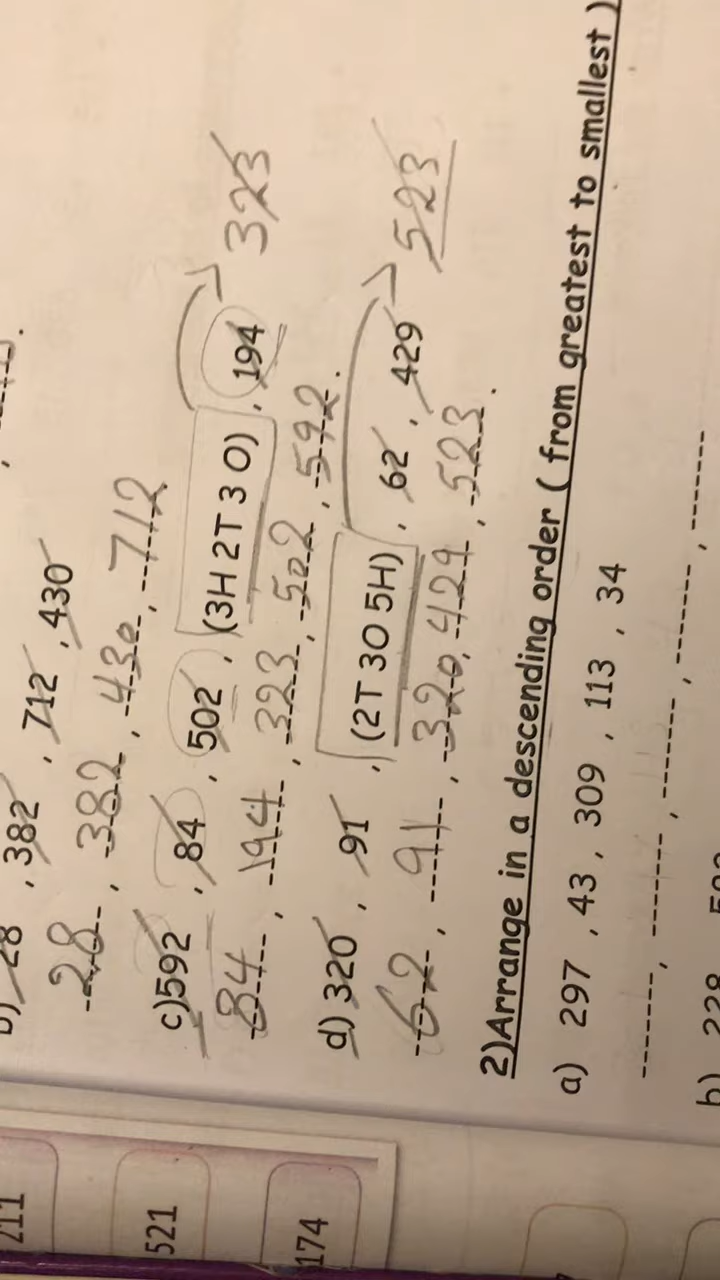 28 , 382 , 712 , 430
28 , 382 , 430 , 712
c) 592 , 84 , 502 , (3H 2T 3 O) , 194 323
84 , 194 , 323 , 502 , 592 .
d) 320 , 91 , (2T 3O 5H) , 62 , 429 523
62 , 91 , 320, 429 , 523 .
2)Arrange in a descending order ( from greatest to smallest )
a) 297 , 43 , 309 , 113 , 34
b) 228
211
521
174